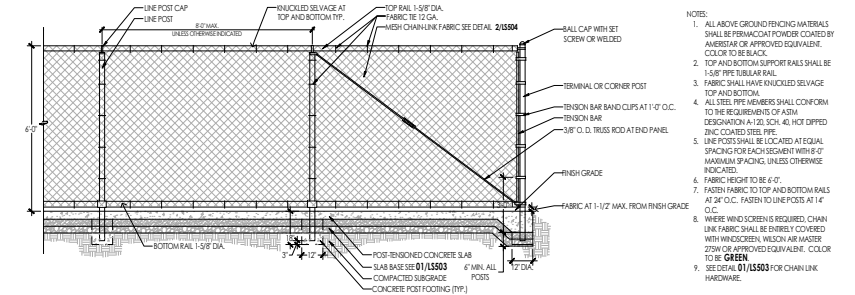 LINE POST CAP
LINE POST
KNUCKLED SELVAGE AT
TOP AND BOTTOM TYP.
TOP RAIL 1-5/8" DIA.
FABRIC TIE 12 GA.
MESH CHAIN-LINK FABRIC SEE DETAIL 2/LS504
8'-0" MAX.
UNLESS OTHERWISE INDICATED
BALL CAP WITH SET
SCREW OR WELDED
TERMINAL OR CORNER POST
TENSION BAR BAND CLIPS AT 1'-0" O.C.
TENSION BAR
3/8" O. D. TRUSS ROD AT END PANEL
6'-0"
FINISH GRADE
FABRIC AT 1-1/2" MAX. FROM FINISH GRADE
BOTTOM RAIL 1-5/8" DIA.
3"
12"
POST-TENSIONED CONCRETE SLAB
SLAB BASE SEE 01/LS503
COMPACTED SUBGRADE
CONCRETE POST FOOTING (TYP.)
6" MIN. ALL
POSTS
12" DIA.
NOTES:
1. ALL ABOVE GROUND FENCING MATERIALS
SHALL BE PERMACOAT POWDER COATED BY
AMERISTAR OR APPROVED EQUIVALENT.
COLOR TO BE BLACK.
2. TOP AND BOTTOM SUPPORT RAILS SHALL BE
1-5/8" PIPE TUBULAR RAIL.
3. FABRIC SHALL HAVE KNUCKLED SELVAGE
TOP AND BOTTOM.
4. ALL STEEL PIPE MEMBERS SHALL CONFORM
TO THE REQUIREMENTS OF ASTM
DESIGNATION A-120, SCH. 40, HOT DIPPED
ZINC COATED STEEL PIPE.
5. LINE POSTS SHALL BE LOCATED AT EQUAL
SPACING FOR EACH SEGMENT WITH 8'-0"
MAXIMUM SPACING, UNLESS OTHERWISE
INDICATED.
6. FABRIC HEIGHT TO BE 6'-0".
7. FASTEN FABRIC TO TOP AND BOTTOM RAILS
AT 24" O.C. FASTEN TO LINE POSTS AT 14"
O.C.
8. WHERE WIND SCREEN IS REQUIRED, CHAIN
LINK FABRIC SHALL BE ENTIRELY COVERED
WITH WINDSCREEN, WILSON AIR MASTER
275W OR APPROVED EQUIVALENT. COLOR
TO BE GREEN.
9. SEE DETAIL 01/LS503 FOR CHAIN LINK
HARDWARE.